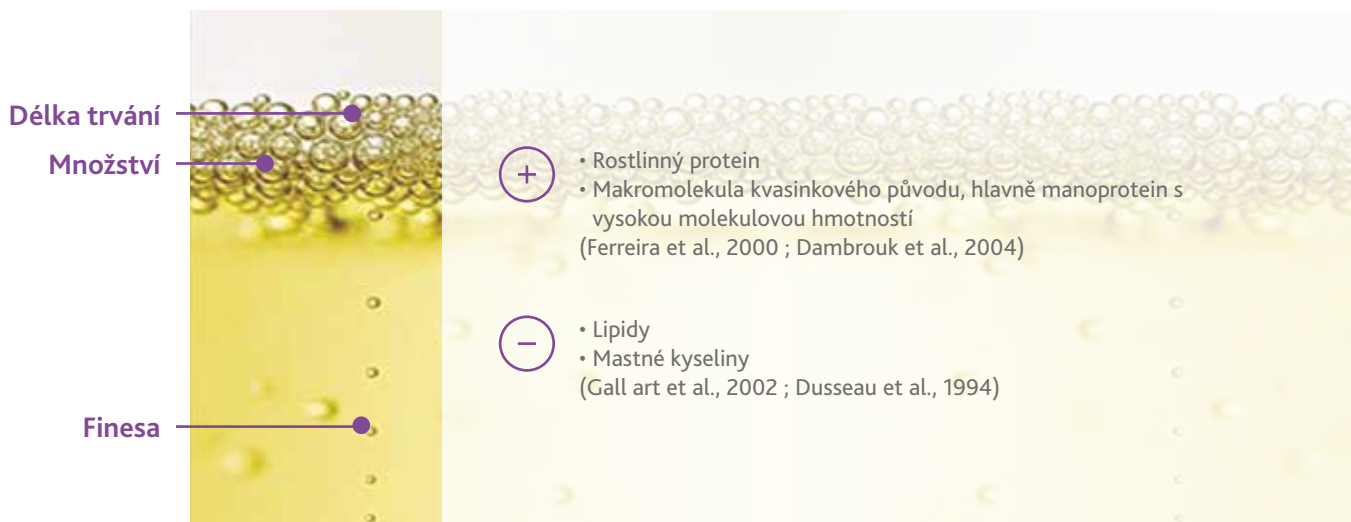 Délka trvání
Množství
Finesa
+
• Rostlinný protein
• Makromolekula kvasinkového původu, hlavně manoprotein s
vysokou molekulovou hmotností
(Ferreira et al., 2000 ; Dambrouk et al., 2004)
−
• Lipidy
• Mastné kyseliny
(Gall art et al., 2002 ; Dusseau et al., 1994)